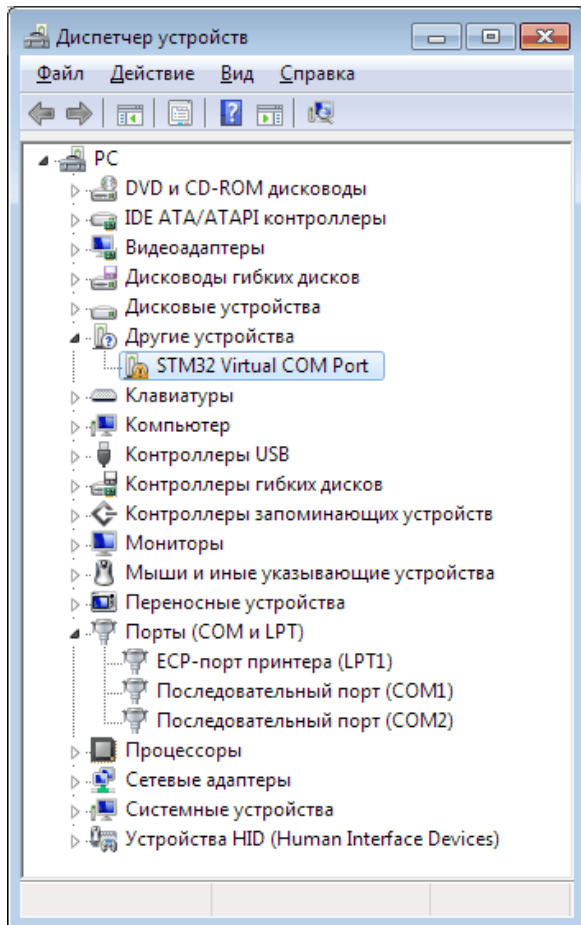 Диспетчер устройств
Файл Действие Вид Справка
PC
DVD и CD-ROM дисководы
IDE ATA/ATAPI контроллеры
Видеоадаптеры
Дисководы гибких дисков
Дисковые устройства
Другие устройства
STM32 Virtual COM Port
Клавиатуры
Компьютер
Контроллеры USB
Контроллеры гибких дисков
Контроллеры запоминающих устройств
Мониторы
Мыши и иные указывающие устройства
Переносные устройства
Порты (COM и LPT)
ECP-порт принтера (LPT1)
Последовательный порт (COM1)
Последовательный порт (COM2)
Процессоры
Сетевые адаптеры
Системные устройства
Устройства HID (Human Interface Devices)